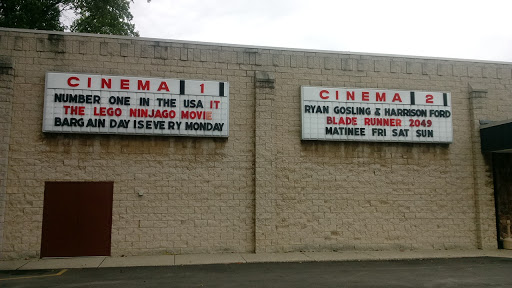 CINEMA 1
NUMBER ONE IN THE USA IT
THE LEGO NINJAGO MOVIE
BARGAIN DAY IS EVERY MONDAY
CINEMA 2
RYAN GOSLING & HARRISON FORD
BLADE RUNNER 2049
MATINEE FRI SAT SUN